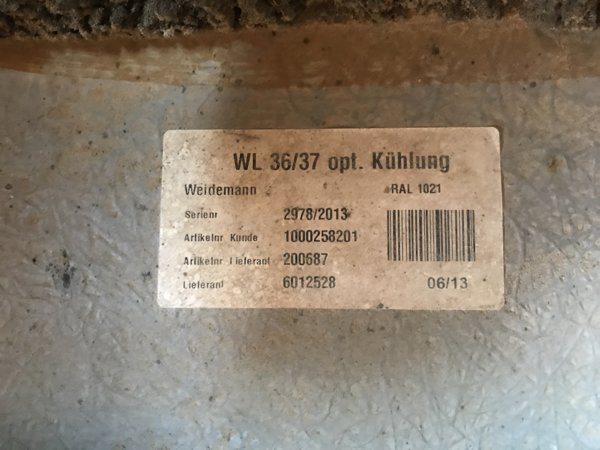 WL 36/37 opt. Kühlung
Weidemann RAL 1021
Serienr 2978/2013
Artikelnr Kunde 1000258201
Artikelnr Lieferant 200687
Lieferant 6012528 06/13